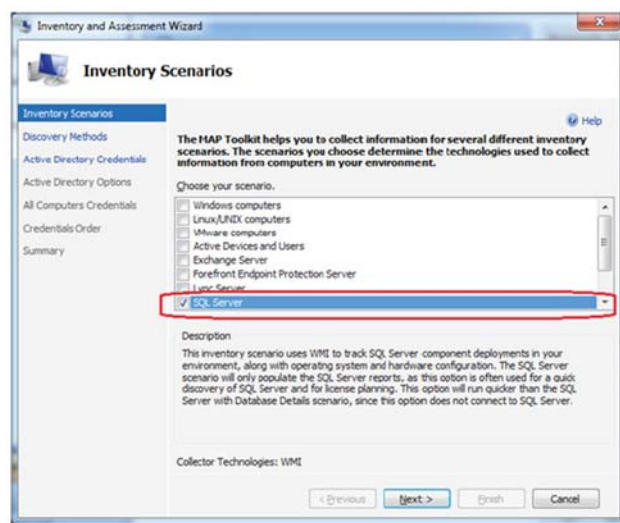 Inventory and Assessment Wizard
Inventory Scenarios
Inventory Scenarios
Discovery Methods
Active Directory Credentials
Active Directory Options
All Computers Credentials
Credentials Order
Summary
Help
The MAP Toolkit helps you to collect information for several different inventory
scenarios. The scenarios you choose determine the technologies used to collect
information from computers in your environment.
Choose your scenario.
Windows computers
Linux/UNIX computers
VMware computers
Active Devices and Users
Exchange Server
Forefront Endpoint Protection Server
Lync Server
SQL Server
Description
This inventory scenario uses WMI to track SQL Server component deployments in your
environment, along with operating system and hardware configuration. The SQL Server
scenario will only populate the SQL Server reports, as this option is often used for a quick
discovery of SQL Server and for license planning. This option will run quicker than the SQL
Server with Database Details scenario, since this option does not connect to SQL Server.
Collector Technologies: WMI
< Previous
Next >
Finish
Cancel